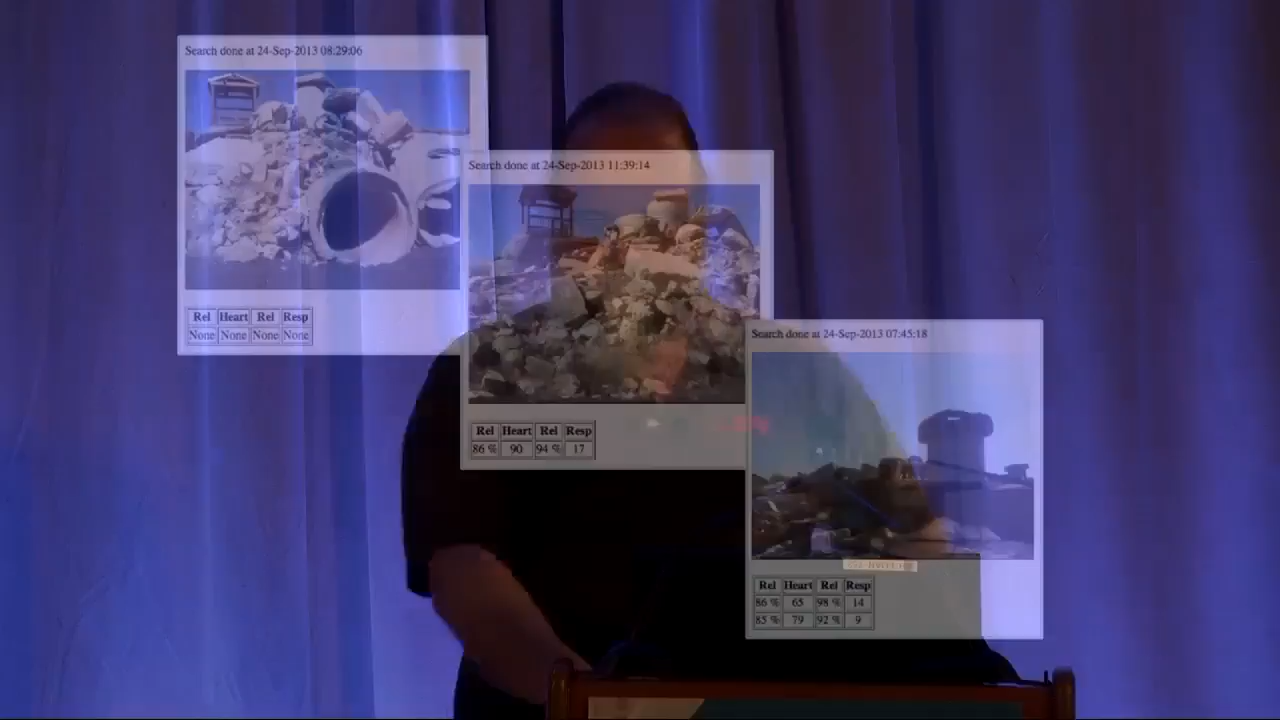 Search done at 24-Sep-2013 08:29:06
Rel Heart Rel Resp
None None None None
Search done at 24-Sep-2013 11:39:14
Rel Heart Rel Resp
86 % 90 94 % 17
Search done at 24-Sep-2013 07:45:18
Rel Heart Rel Resp
86 % 65 98 % 14
85 % 79 92 % 9